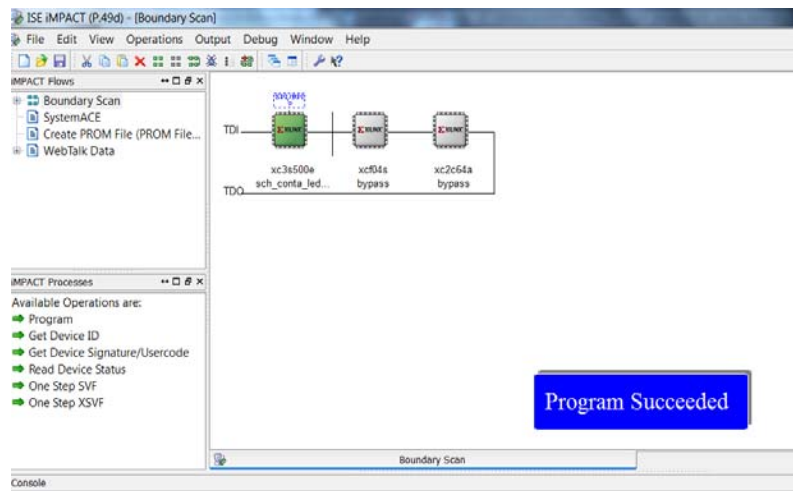 ISE iMPACT (P.49d) - [Boundary Scan]
File Edit View Operations Output Debug Window Help
iMPACT Flows
Boundary Scan
SystemACE
Create PROM File (PROM File...
WebTalk Data
TDI
XILINX
XILINX
XILINX
xc3s500e
sch_conta_led...
xcf04s
bypass
xc2c64a
bypass
TDO
iMPACT Processes
Available Operations are:
Program
Get Device ID
Get Device Signature/Usercode
Read Device Status
One Step SVF
One Step XSVF
Program Succeeded
Boundary Scan
Console